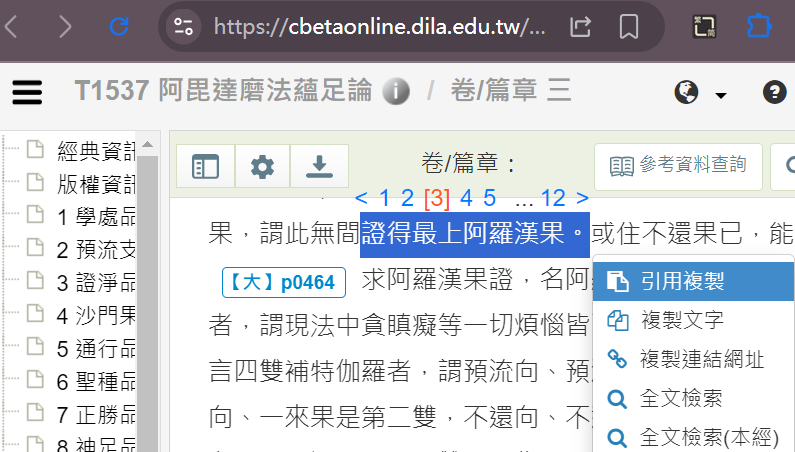 https://cbetaonline.dila.edu.tw/...
T1537 阿毘達磨法蘊足論 / 卷/篇章 三
經典資訊
版權資訊
1 學處品
2 預流支
3 證淨品
4 沙門果
5 通行品
6 聖種品
7 正勝品
8 神足品
卷/篇章：
< 1 2 [3] 4 5 ... 12 >
參考資料查詢
果，謂此無間證得最上阿羅漢果。或住不還果已，能
【大】p0464 求阿羅漢果證，名阿
者，謂現法中貪瞋癡等一切煩惱皆
言四雙補特伽羅者，謂預流向、預
向、一來果是第二雙，不還向、不
引用複製
複製文字
複製連結網址
全文檢索
全文檢索(本經)